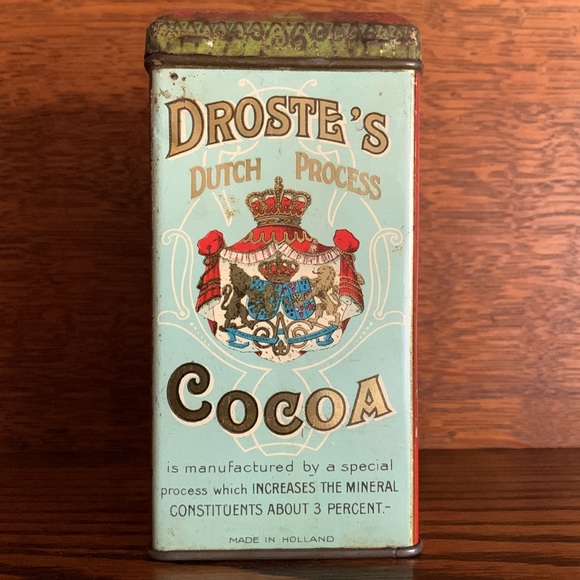 DROSTE'S
DUTCH PROCESS
COCOA
is manufactured by a special
process which INCREASES THE MINERAL
CONSTITUENTS ABOUT 3 PERCENT.-
MADE IN HOLLAND